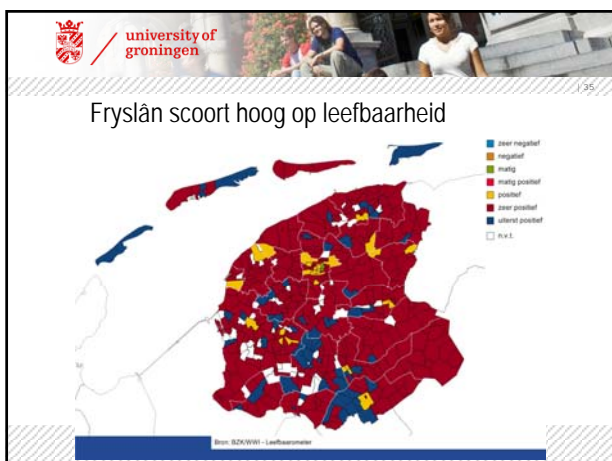 university of
groningen
| 35
Fryslân scoort hoog op leefbaarheid
zeer negatief
negatief
matig
matig positief
positief
zeer positief
uiterst positief
n.v.t.
Bron: BZK/WWI - Leefbaarometer